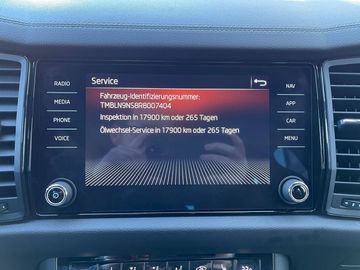 Service
RADIO
MEDIA
PHONE
VOICE
Fahrzeug-Identifizierungsnummer:
TMBLN9NS8R8007404
Inspektion in 17900 km oder 265 Tagen
Ölwechsel-Service in 17900 km oder 265 Tagen
NAV
APP
CAR
MENU